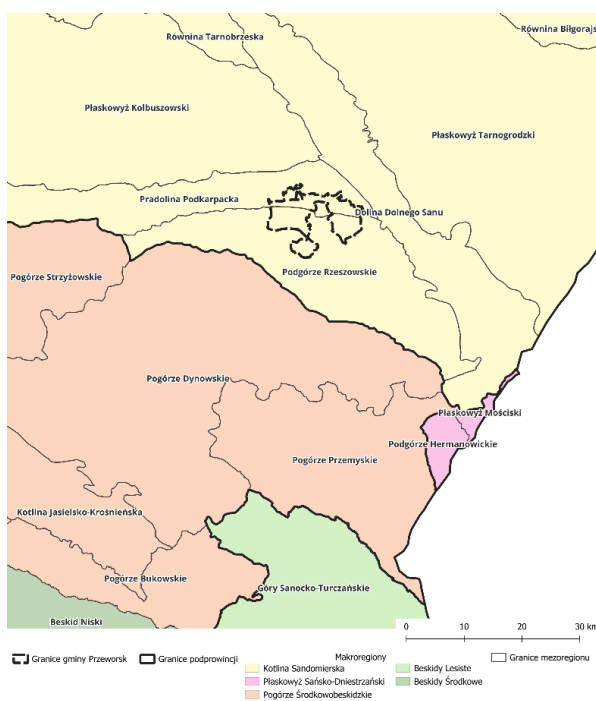 Równina Biłgorajs
Równina Tarnobrzeska
Płaskowyż Kolbuszowski
Płaskowyż Tarnogrodzki
Pradolina Podkarpacka
Dolina Dolnego Sanu
Podgórze Rzeszowskie
Pogórze Strzyżowskie
Pogórze Dynowskie
Płaskowyż Mościski
Podgórze Hermanowickie
Pogórze Przemyskie
Kotlina Jasielsko-Krośnieńska
Pogórze Bukowskie
Góry Sanocko-Turczańskie
Beskid Niski
0 10 20 30 km
Granice gminy Przeworsk
Granice podprowincji
Makroregiony
Kotlina Sandomierska
Płaskowyż Sańsko-Dniestrzański
Pogórze Środkowobeskidzkie
Beskidy Lesiste
Beskidy Środkowe
Granice mezoregionu